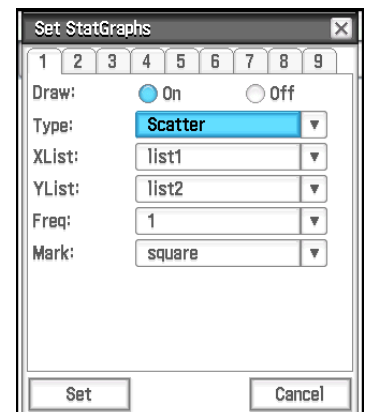 Set StatGraphs
1 2 3 4 5 6 7 8 9
Draw: On Off
Type: Scatter
XList: list1
YList: list2
Freq: 1
Mark: square
Set Cancel